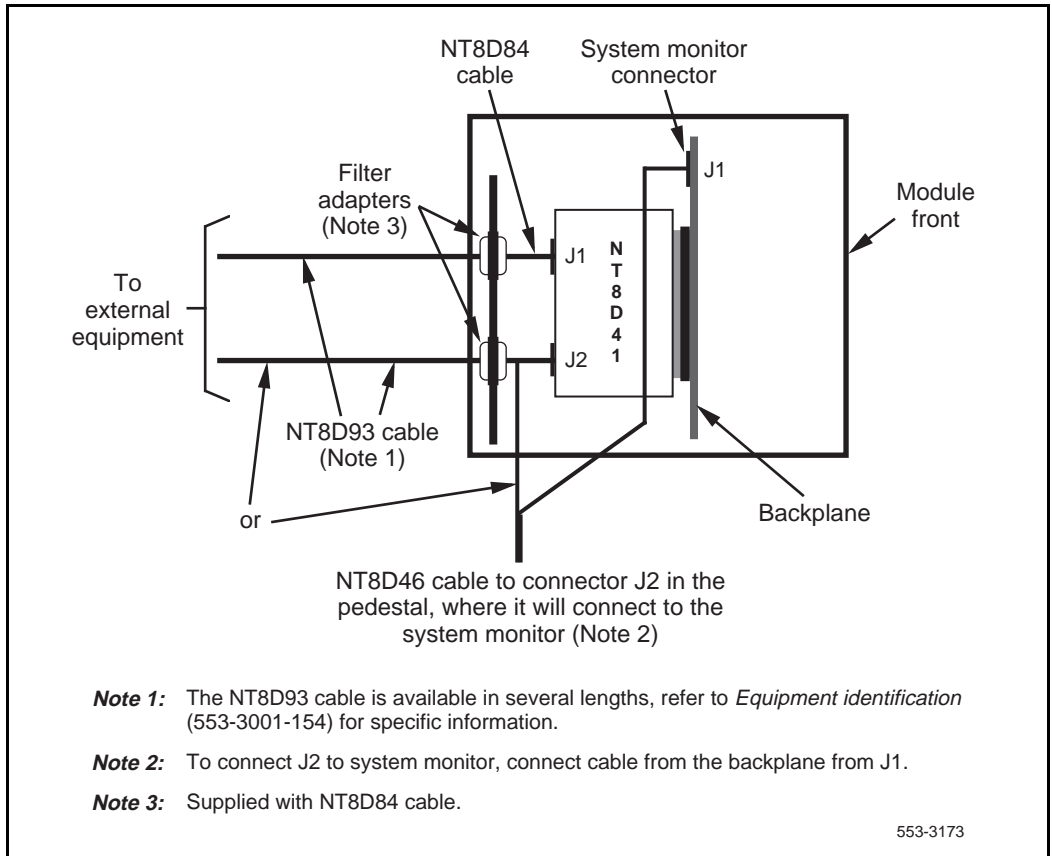 NT8D84
cable
System monitor
connector
J1
Module
front
Filter
adapters
(Note 3)
J1
N
T
8
D
4
1
J2
To
external
equipment
NT8D93 cable
(Note 1)
or
Backplane
NT8D46 cable to connector J2 in the
pedestal, where it will connect to the
system monitor (Note 2)
Note 1: The NT8D93 cable is available in several lengths, refer to Equipment identification
(553-3001-154) for specific information.
Note 2: To connect J2 to system monitor, connect cable from the backplane from J1.
Note 3: Supplied with NT8D84 cable.
553-3173